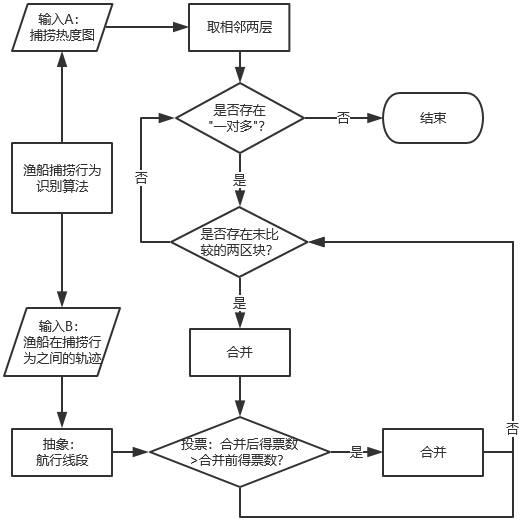 输入A:
捕捞热度图
取相邻两层
是否存在
"一对多"?
否
结束
渔船捕捞行为
识别算法
否
是
是否存在未比
较的两区块?
是
输入B:
渔船在捕捞行
为之间的轨迹
合并
抽象:
航行线段
投票: 合并后得票数
>合并前得票数?
是
合并
否